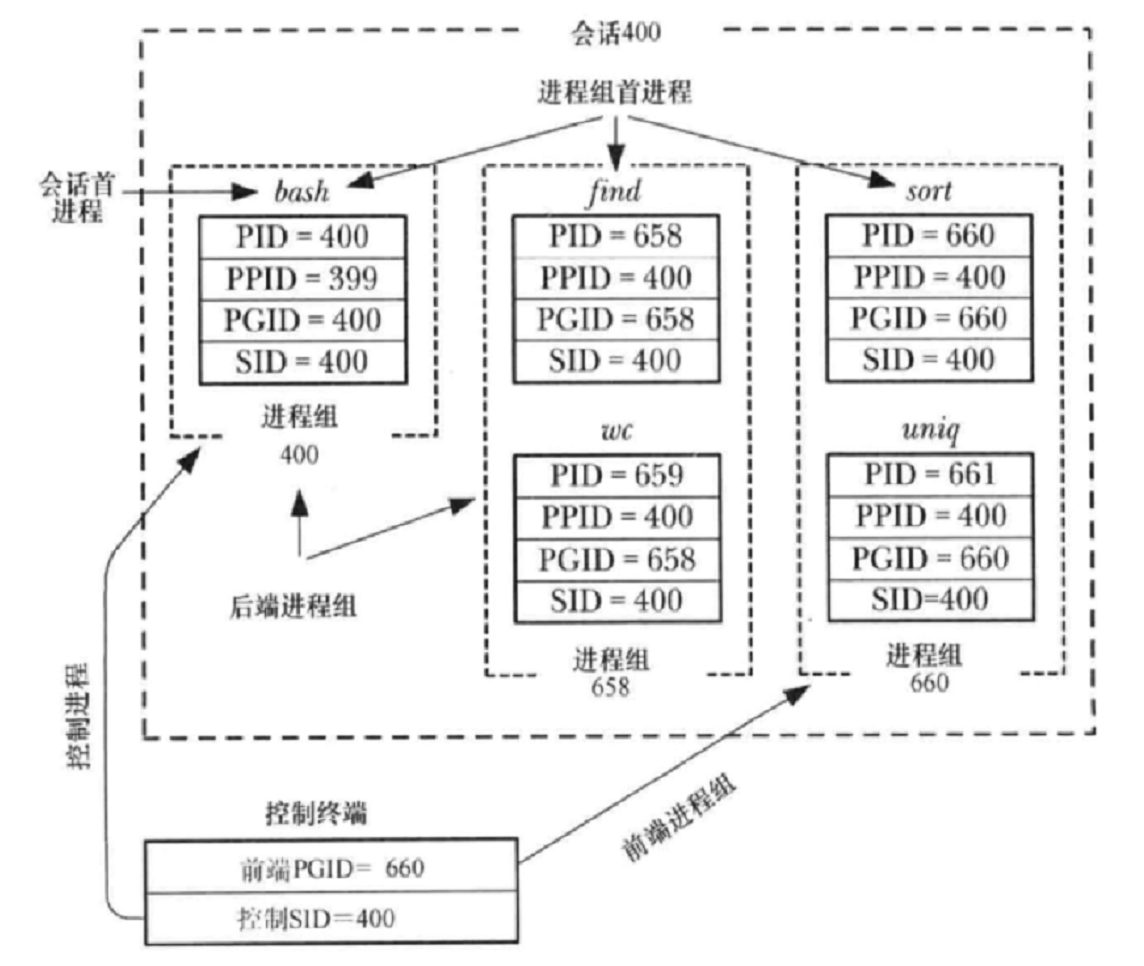 会话400
进程组首进程
会话首
进程
bash
PID = 400
PPID = 399
PGID = 400
SID = 400
进程组
400
find
PID = 658
PPID = 400
PGID = 658
SID = 400
wc
PID = 659
PPID = 400
PGID = 658
SID = 400
进程组
658
sort
PID = 660
PPID = 400
PGID = 660
SID = 400
uniq
PID = 661
PPID = 400
PGID = 660
SID=400
进程组
660
后端进程组
控制进程
前端进程组
控制终端
前端PGID= 660
控制SID=400